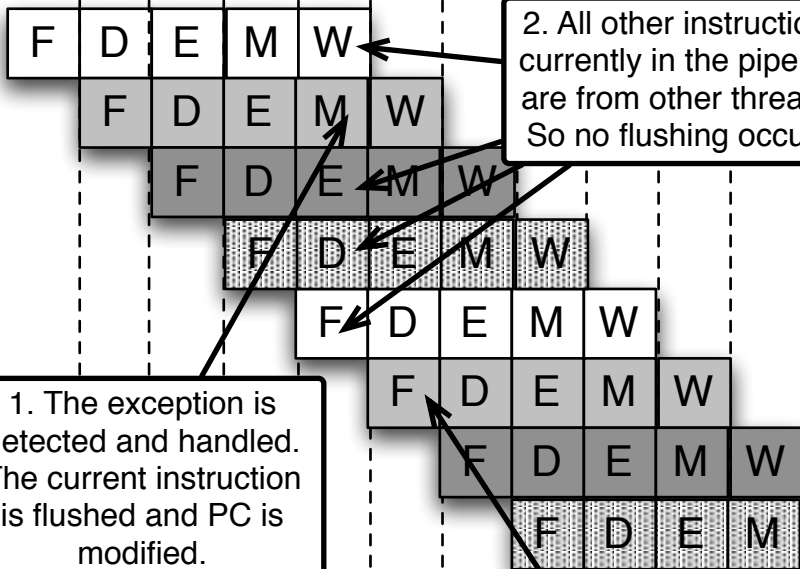 F D E M W
2. All other instructio
currently in the pipe
are from other threa
So no flushing occu
F D E M W
F D E M W
F D E M W
F D E M W
F D E M W
1. The exception is
etected and handled.
The current instruction
is flushed and PC is
modified.
F D E M W
F D E M